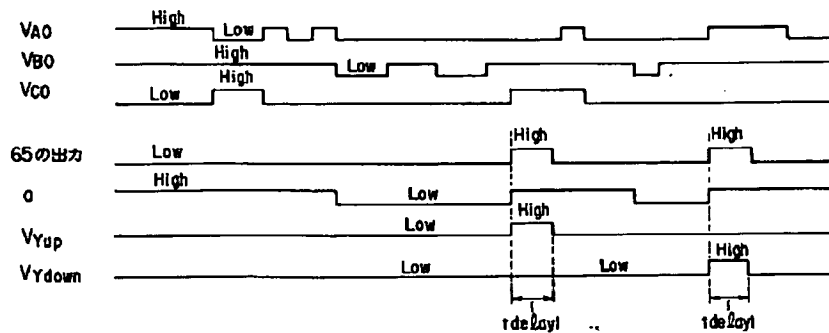 VA0 High Low
VB0 High Low
VC0 Low High
65の出力 Low High High
a High Low
VYup Low High
VYdown Low Low High
tdelay1 tdelay1